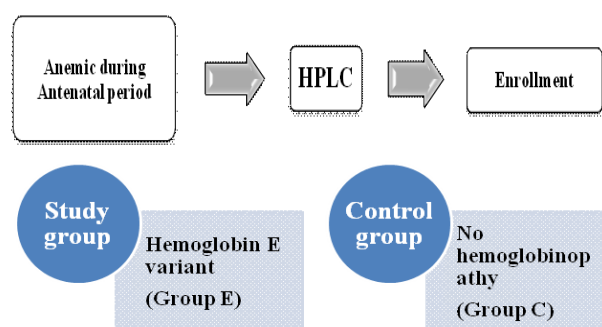 Anemic during
Antenatal period
HPLC
Enrollment
Study
group
Hemoglobin E
variant
(Group E)
Control
group
No
hemoglobinop
athy
(Group C)